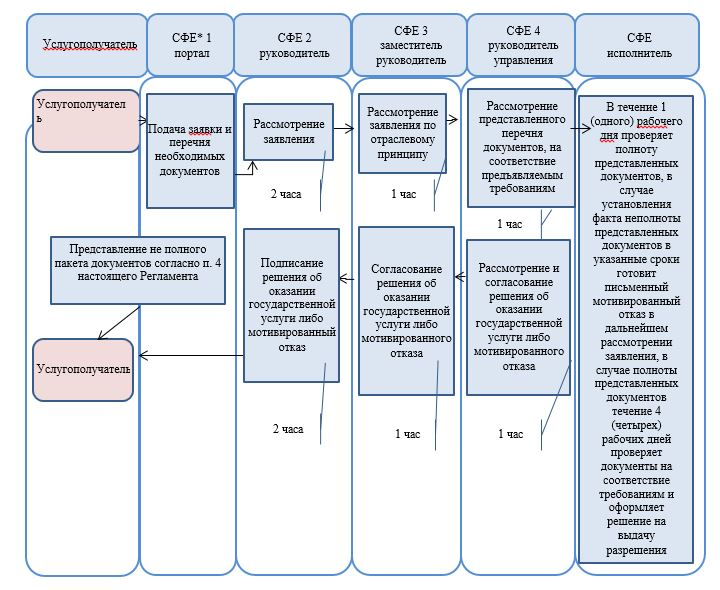 Услугополучатель
СФЕ* 1
портал
СФЕ 2
руководитель
СФЕ 3
заместитель
руководитель
СФЕ 4
руководитель
управления
СФЕ
исполнитель
Услугополучател
ь
Подача заявки и
перечня
необходимых
документов
Рассмотрение
заявления
2 часа
Рассмотрение
заявления по
отраслевому
принципу
1 час
Рассмотрение
представленного
перечня
документов, на
соответствие
предъявляемым
требованиям
1 час
В течение 1
(одного) рабочего
дня проверяет
полноту
представленных
документов, в
случае
установления
факта неполноты
представленных
документов в
указанные сроки
готовит
письменный
мотивированный
отказ в
дальнейшем
рассмотрении
заявления, в
случае полноты
представленных
документов
течение 4
(четырех)
рабочих дней
проверяет
документы на
соответствие
требованиям и
оформляет
решение на
выдачу
разрешения
Представление не полного
пакета документов согласно п. 4
настоящего Регламента
Подписание
решения об
оказании
государственной
услуги либо
мотивированный
отказ
2 часа
Согласование
решения об
оказании
государственной
услуги либо
мотивированного
отказа
1 час
Рассмотрение и
согласование
решения об
оказании
государственной
услуги либо
мотивированного
отказа
1 час
Услугополучатель